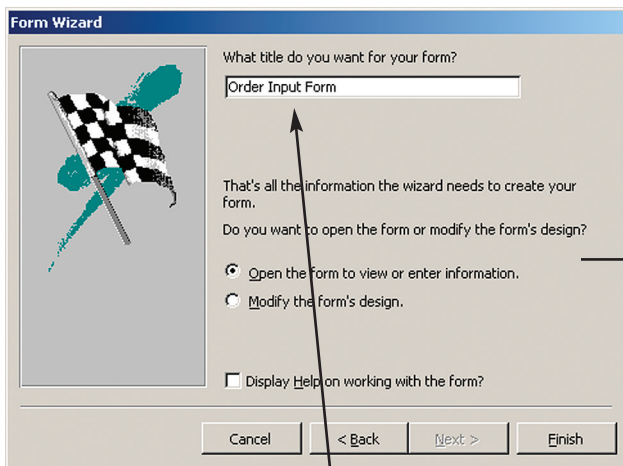 Form Wizard
What title do you want for your form?
Order Input Form
That's all the information the wizard needs to create your
form.
Do you want to open the form or modify the form's design?
Open the form to view or enter information.
Modify the form's design.
Display Help on working with the form?
Cancel
< Back
Next >
Finish